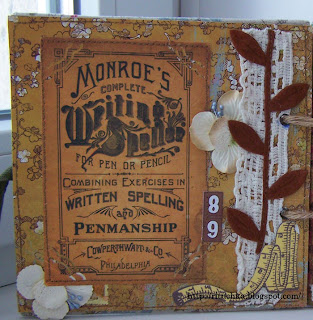 MONROE'S
COMPLETE
Writing Speller
FOR PEN OR PENCIL
COMBINING EXERCISES IN
WRITTEN SPELLING
AND
PENMANSHIP
COWPERTHWAIT & CO.
PHILADELPHIA
8
9